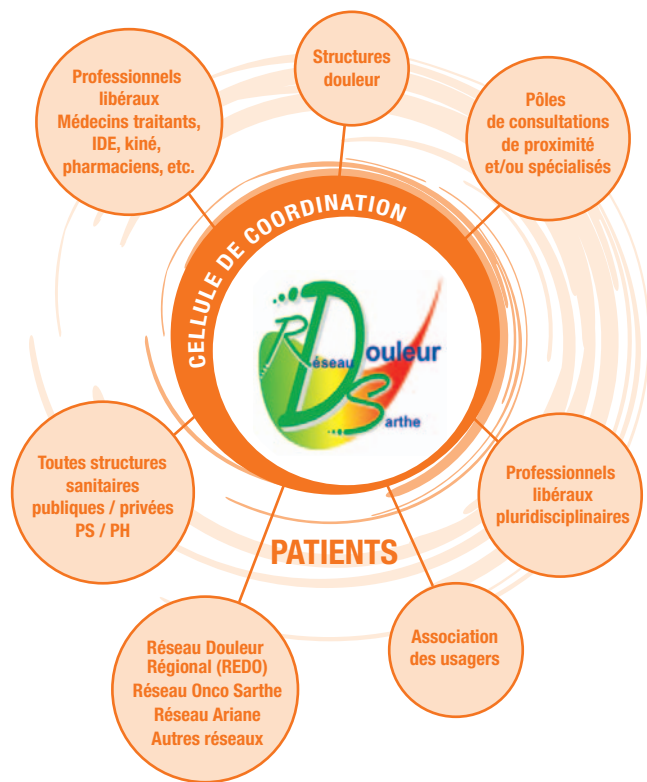 Structures
douleur
Professionnels
libéraux
Médecins traitants,
IDE, kiné,
pharmaciens, etc.
Pôles
de consultations
de proximité
et/ou spécialisés
CELLULE DE COORDINATION
Réseau Douleur
Sarthe
Toutes structures
sanitaires
publiques / privées
PS / PH
Professionnels
libéraux
pluridisciplinaires
PATIENTS
Réseau Douleur
Régional (REDO)
Réseau Onco Sarthe
Réseau Ariane
Autres réseaux
Association
des usagers